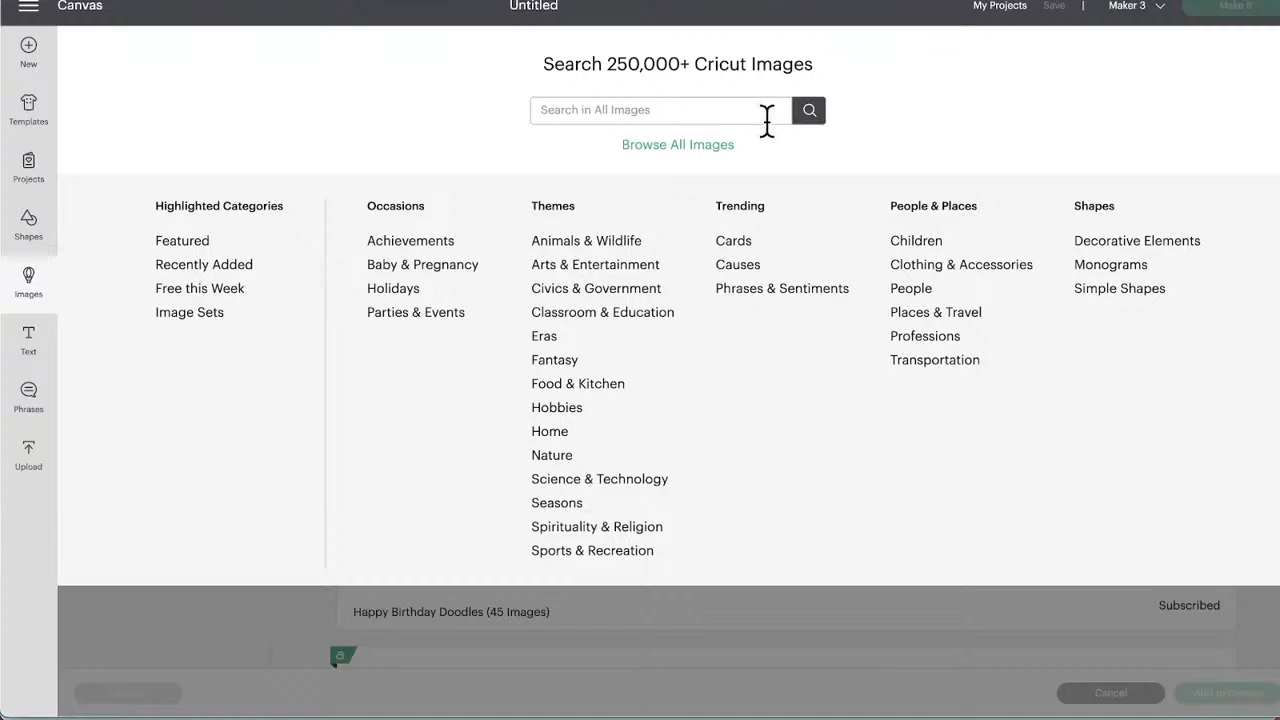 Canvas
Untitled
My Projects
Save
|
Maker 3
Make It
New
Templates
Projects
Shapes
Images
Text
Phrases
Upload
Search 250,000+ Cricut Images
Search in All Images
Browse All Images
Highlighted Categories
Featured
Recently Added
Free this Week
Image Sets
Occasions
Achievements
Baby & Pregnancy
Holidays
Parties & Events
Themes
Animals & Wildlife
Arts & Entertainment
Civics & Government
Classroom & Education
Eras
Fantasy
Food & Kitchen
Hobbies
Home
Nature
Science & Technology
Seasons
Spirituality & Religion
Sports & Recreation
Trending
Cards
Causes
Phrases & Sentiments
People & Places
Children
Clothing & Accessories
People
Places & Travel
Professions
Transportation
Shapes
Decorative Elements
Monograms
Simple Shapes
Happy Birthday Doodles (45 Images)
Subscribed
Cancel
Add to Canvas